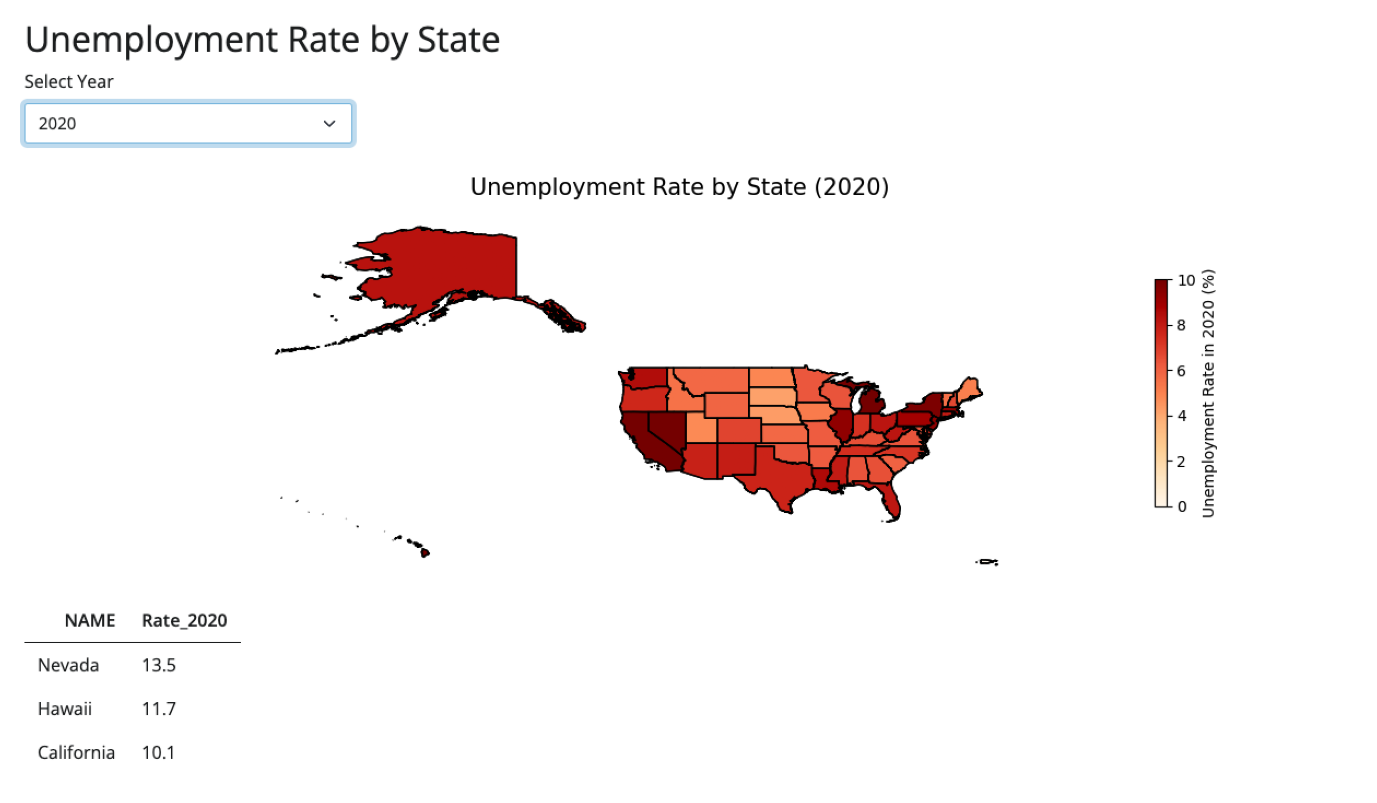 Unemployment Rate by State
Select Year
2020
Unemployment Rate by State (2020)
10
8
6
4
2
0
Unemployment Rate in 2020 (%)
NAME Rate_2020
Nevada 13.5
Hawaii 11.7
California 10.1